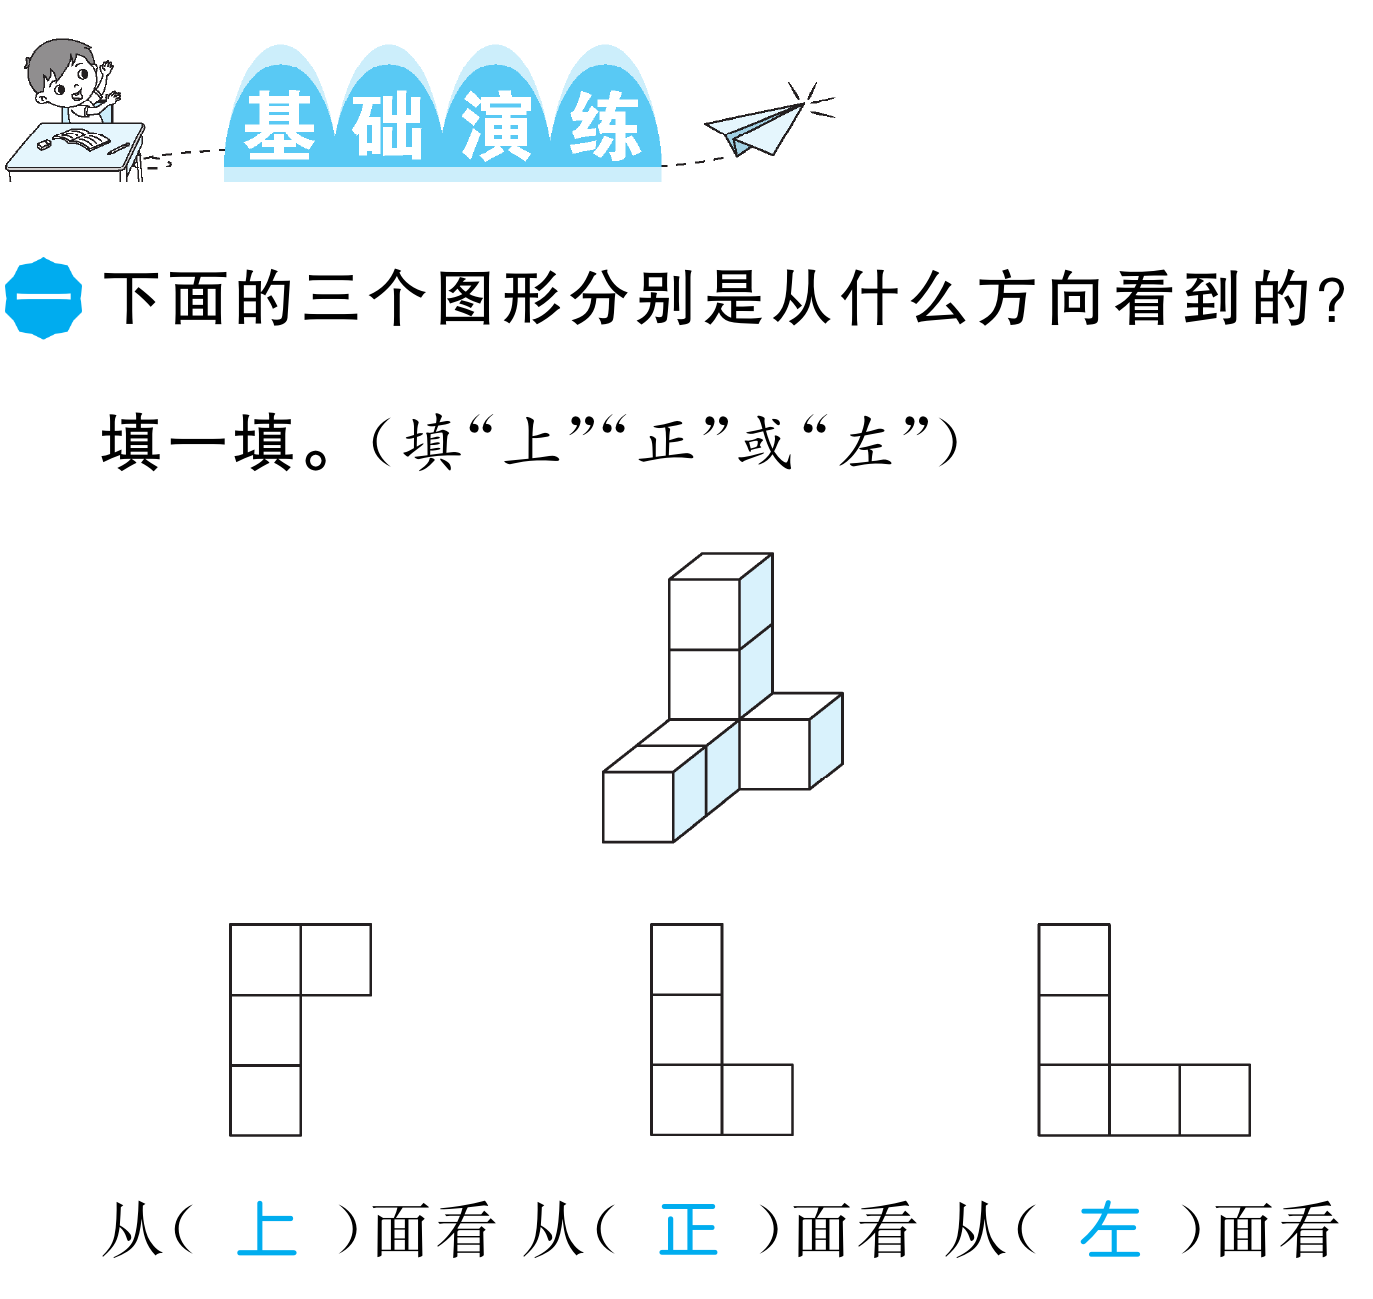 基础演练
一 下面的三个图形分别是从什么方向看到的?
填一填。(填“上”“正”或“左”)
从( 上 )面看 从( 正 )面看 从( 左 )面看